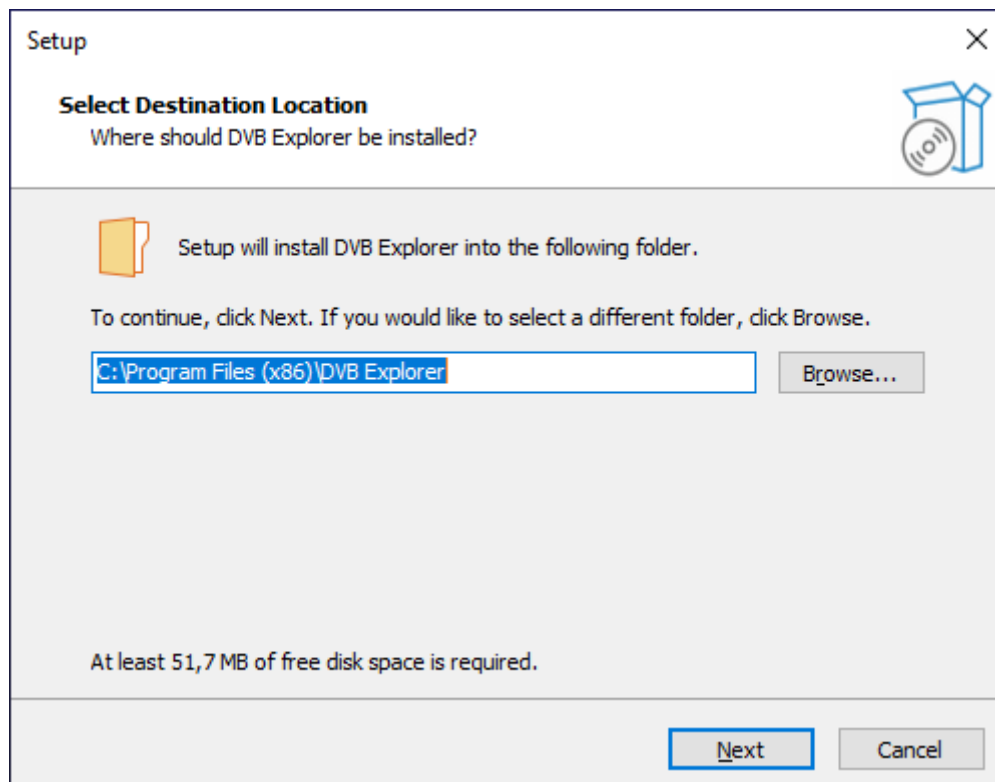 Setup
Select Destination Location
Where should DVB Explorer be installed?
Setup will install DVB Explorer into the following folder.
To continue, click Next. If you would like to select a different folder, click Browse.
C:\Program Files (x86)\DVB Explorer
Browse...
At least 51,7 MB of free disk space is required.
Next
Cancel